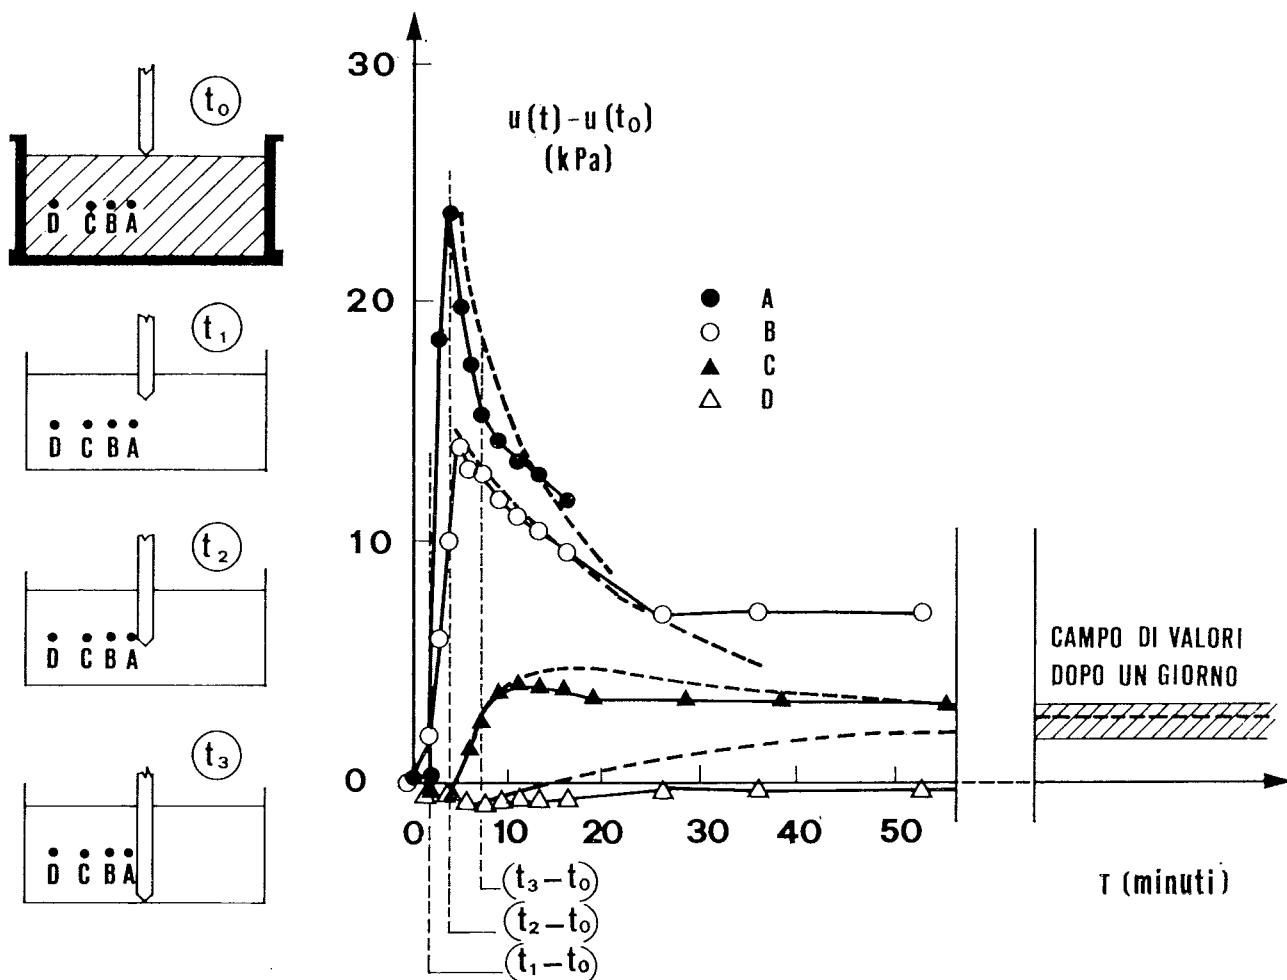 t₀
D C B A
t₁
D C B A
t₂
D C B A
t₃
D C B A
u(t)-u(t₀)
(kPa)
30
20
10
0
A
B
C
D
CAMPO DI VALORI
DOPO UN GIORNO
0 10 20 30 40 50
T (minuti)
(t₃-t₀)
(t₂-t₀)
(t₁-t₀)